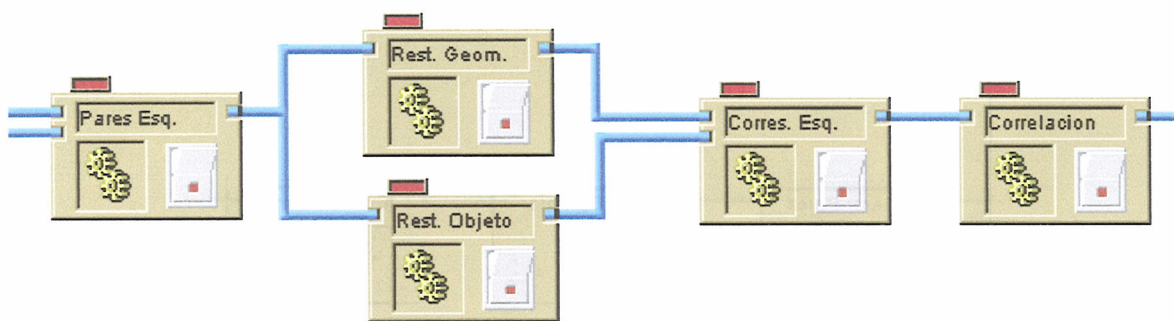 Pares Esq.
Rest. Geom.
Rest. Objeto
Corres. Esq.
Correlacion